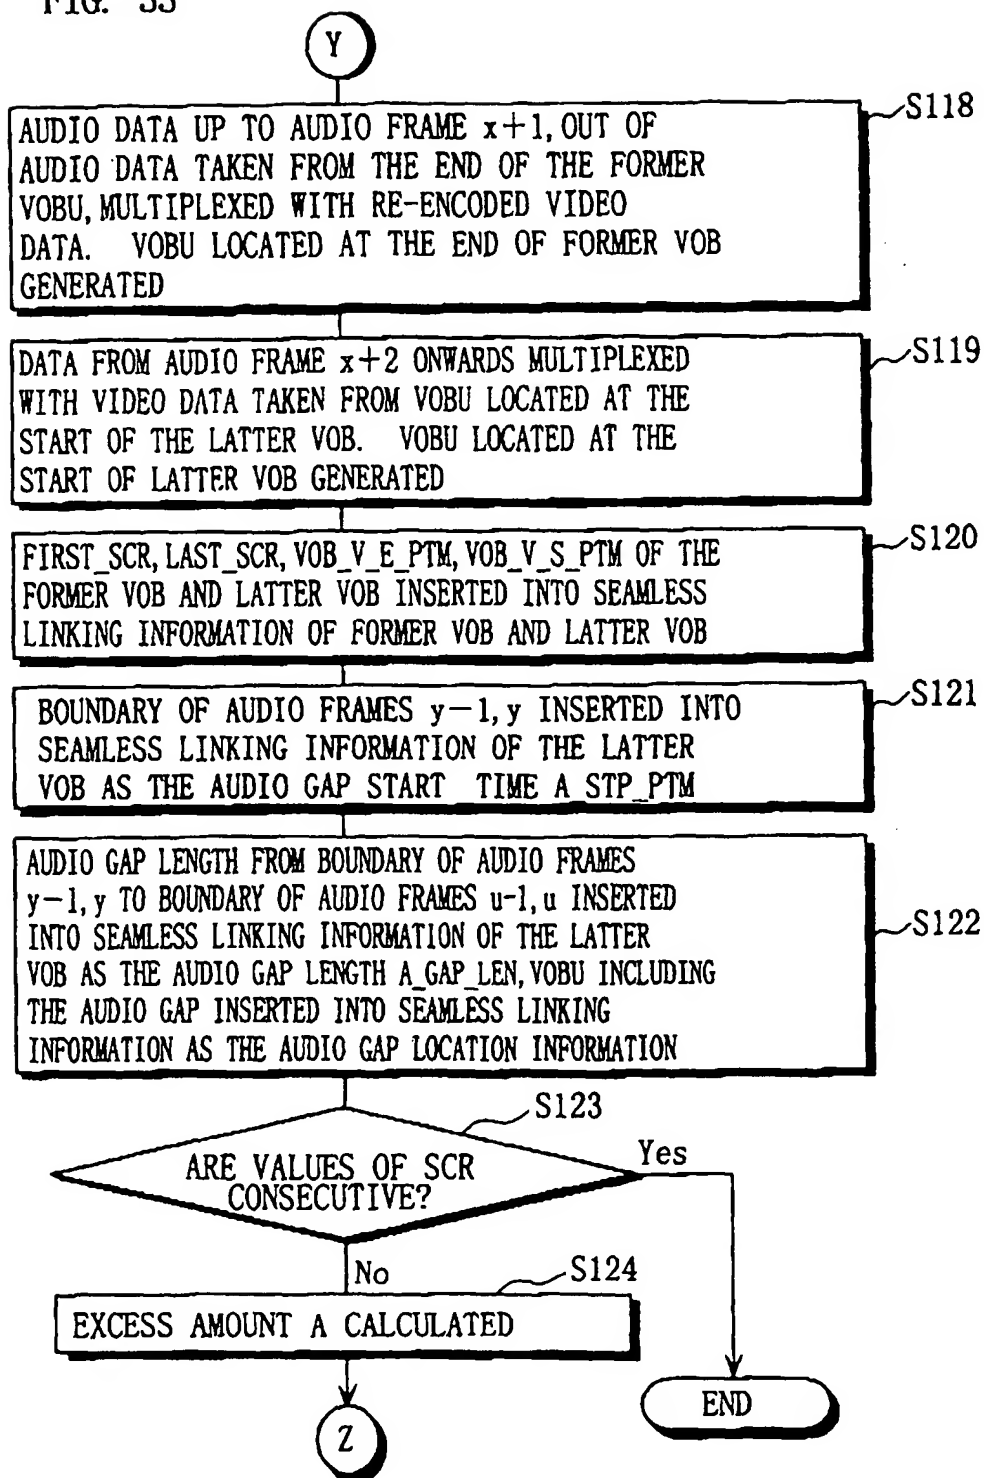 FIG. 33
Y
S118
AUDIO DATA UP TO AUDIO FRAME x+1, OUT OF
AUDIO DATA TAKEN FROM THE END OF THE FORMER
VOBU, MULTIPLEXED WITH RE-ENCODED VIDEO
DATA. VOBU LOCATED AT THE END OF FORMER VOB
GENERATED
S119
DATA FROM AUDIO FRAME x+2 ONWARDS MULTIPLEXED
WITH VIDEO DATA TAKEN FROM VOBU LOCATED AT THE
START OF THE LATTER VOB. VOBU LOCATED AT THE
START OF LATTER VOB GENERATED
S120
FIRST_SCR, LAST_SCR, VOB_V_E_PTM, VOB_V_S_PTM OF THE
FORMER VOB AND LATTER VOB INSERTED INTO SEAMLESS
LINKING INFORMATION OF FORMER VOB AND LATTER VOB
S121
BOUNDARY OF AUDIO FRAMES y-1, y INSERTED INTO
SEAMLESS LINKING INFORMATION OF THE LATTER
VOB AS THE AUDIO GAP START TIME A STP_PTM
S122
AUDIO GAP LENGTH FROM BOUNDARY OF AUDIO FRAMES
y-1, y TO BOUNDARY OF AUDIO FRAMES u-1, u INSERTED
INTO SEAMLESS LINKING INFORMATION OF THE LATTER
VOB AS THE AUDIO GAP LENGTH A_GAP_LEN, VOBU INCLUDING
THE AUDIO GAP INSERTED INTO SEAMLESS LINKING
INFORMATION AS THE AUDIO GAP LOCATION INFORMATION
S123
ARE VALUES OF SCR
CONSECUTIVE?
Yes
No
S124
EXCESS AMOUNT A CALCULATED
END
Z